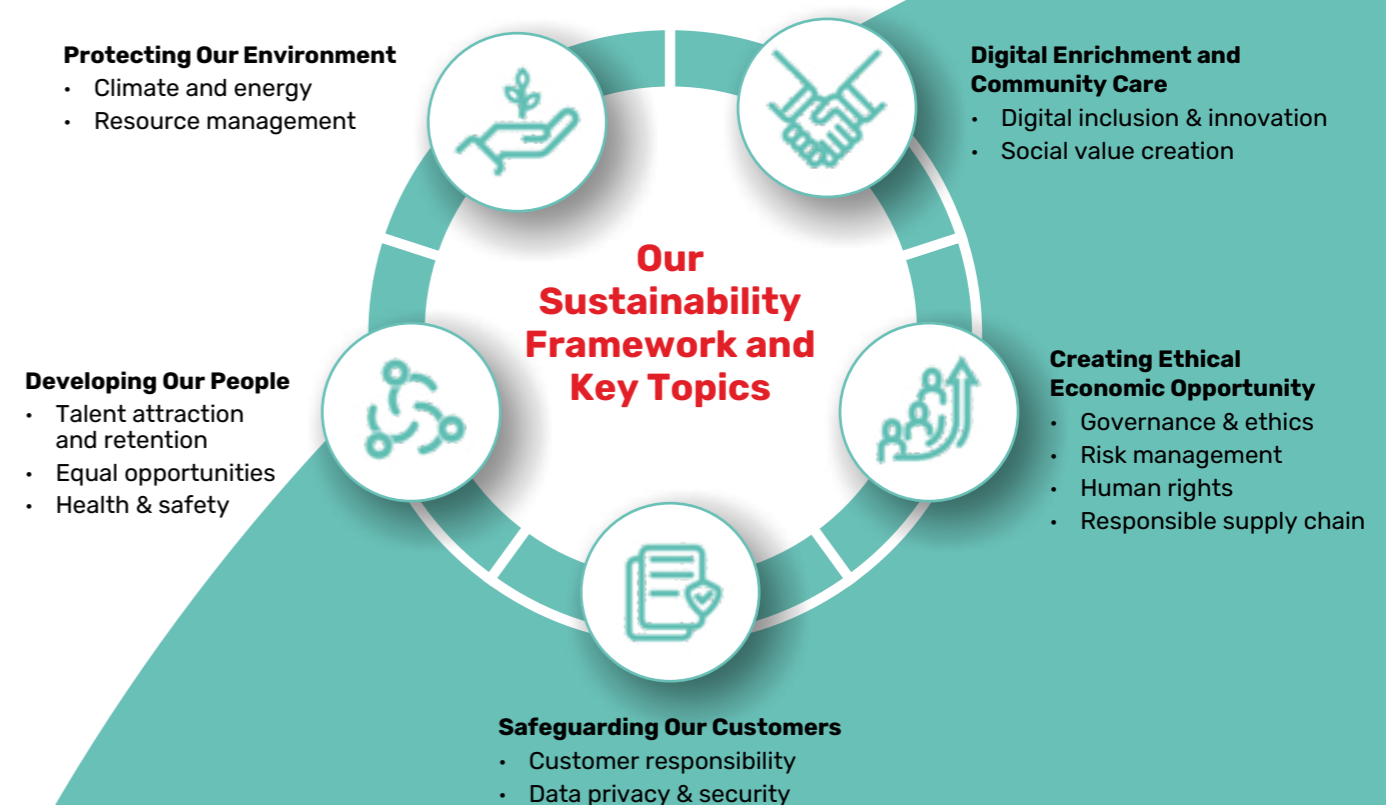 Protecting Our Environment
• Climate and energy
• Resource management
Digital Enrichment and
Community Care
• Digital inclusion & innovation
• Social value creation
Our
Sustainability
Framework and
Key Topics
Developing Our People
• Talent attraction
and retention
• Equal opportunities
• Health & safety
Creating Ethical
Economic Opportunity
• Governance & ethics
• Risk management
• Human rights
• Responsible supply chain
Safeguarding Our Customers
• Customer responsibility
• Data privacy & security